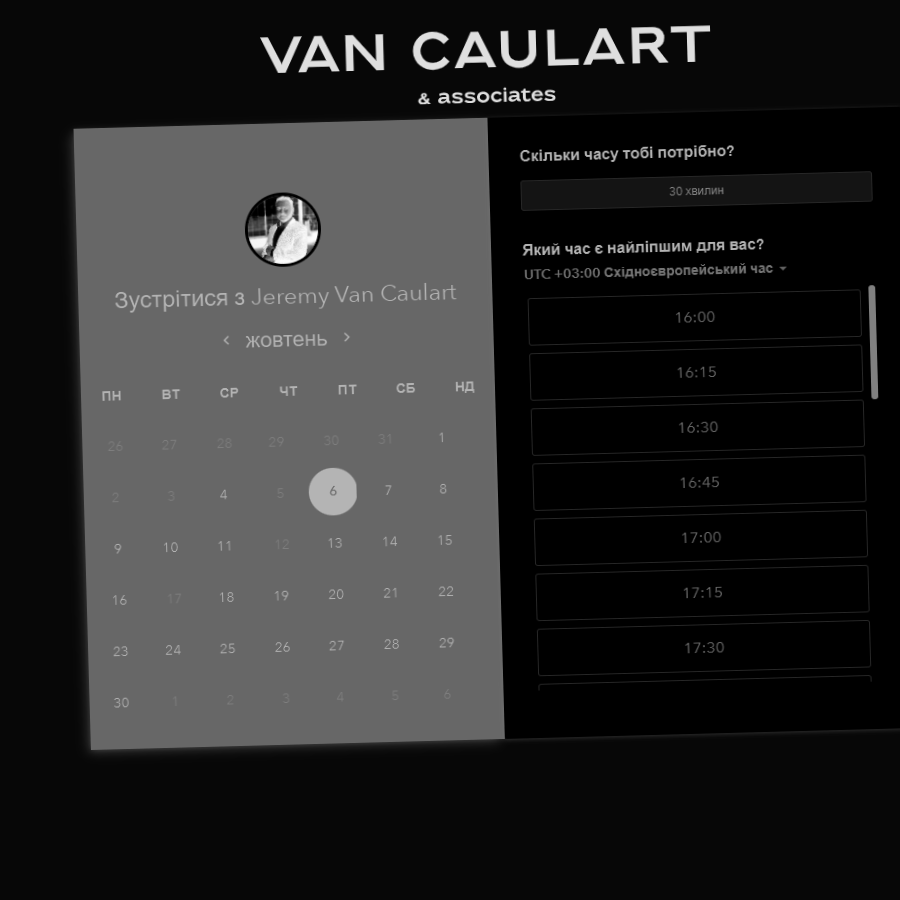 VAN CAULART
& associates
Зустрітися з Jeremy Van Caulart
жовтень
ПН ВТ СР ЧТ ПТ СБ НД
26 27 28 29 30 31 1
2 3 4 5 6 7 8
9 10 11 12 13 14 15
16 17 18 19 20 21 22
23 24 25 26 27 28 29
30 1 2 3 4 5 6
Скільки часу тобі потрібно?
30 хвилин
Який час є найліпшим для вас?
UTC +03:00 Східноєвропейський час
16:00
16:15
16:30
16:45
17:00
17:15
17:30